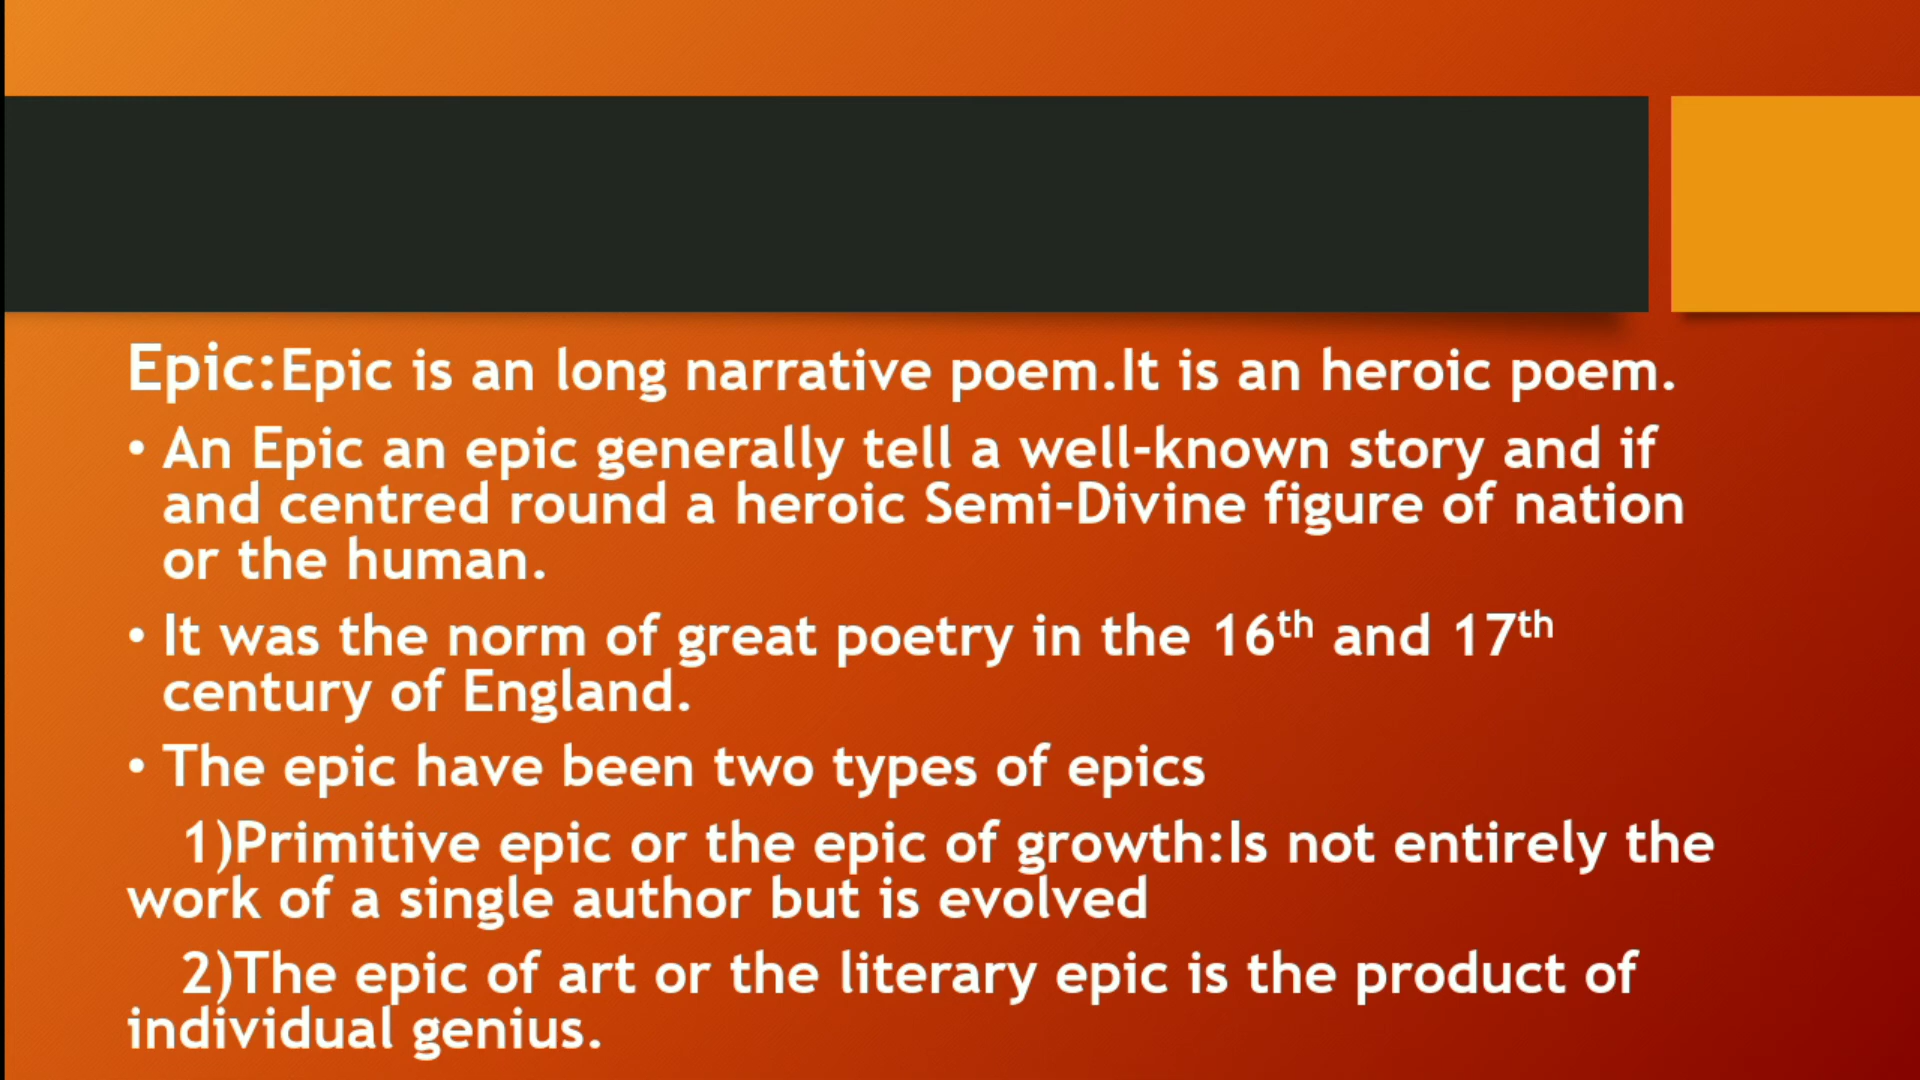 Epic:Epic is an long narrative poem.It is an heroic poem.
• An Epic an epic generally tell a well-known story and if
and centred round a heroic Semi-Divine figure of nation
or the human.
• It was the norm of great poetry in the 16th and 17th
century of England.
• The epic have been two types of epics
1)Primitive epic or the epic of growth:Is not entirely the
work of a single author but is evolved
2)The epic of art or the literary epic is the product of
individual genius.